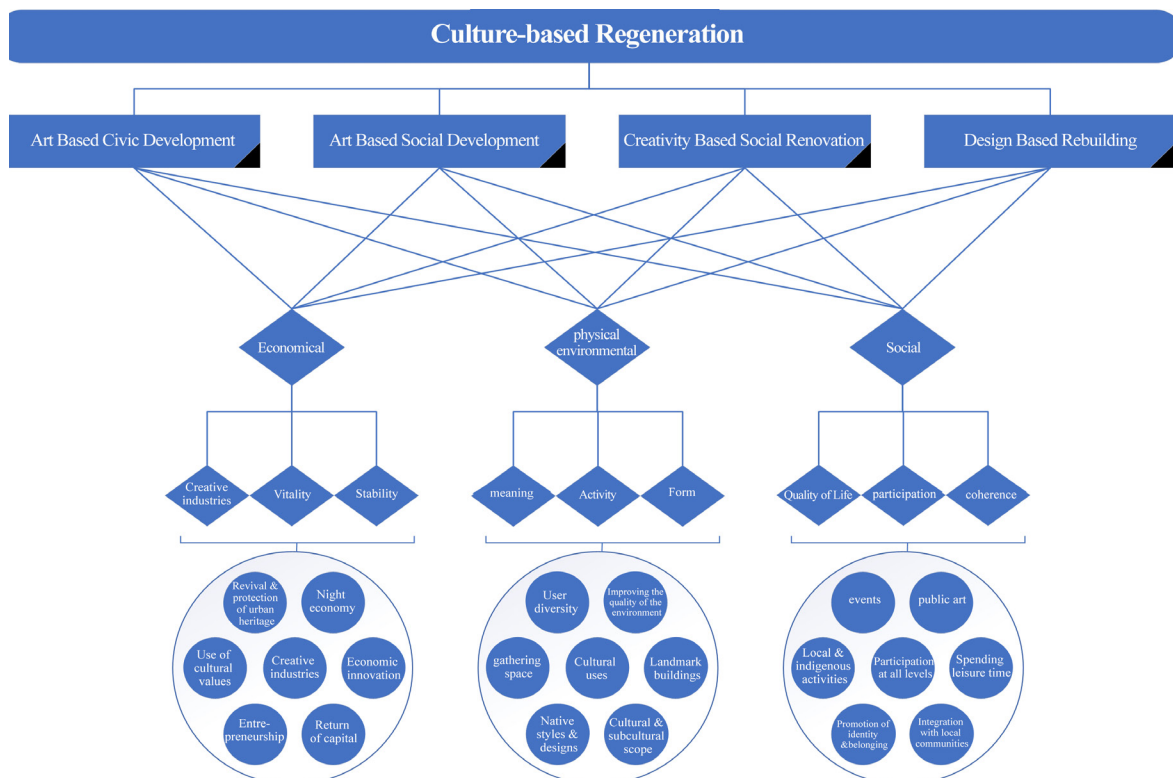 Culture-based Regeneration
Art Based Civic Development
Art Based Social Development
Creativity Based Social Renovation
Design Based Rebuilding
Economical
physical
environmental
Social
Creative
industries
Vitality
Stability
meaning
Activity
Form
Quality of Life
participation
coherence
Revival &
protection
of urban
heritage
Night
economy
Use of
cultural
values
Creative
industries
Economic
innovation
Entre-
preneurship
Return
of capital
User
diversity
Improving the
quality of the
environment
gathering
space
Cultural
uses
Landmark
buildings
Native
styles &
designs
Cultural &
subcultural
scope
events
public art
Local &
indigenous
activities
Participation
at all levels
Spending
leisure time
Promotion of
identity
&belonging
Integration
with local
communities